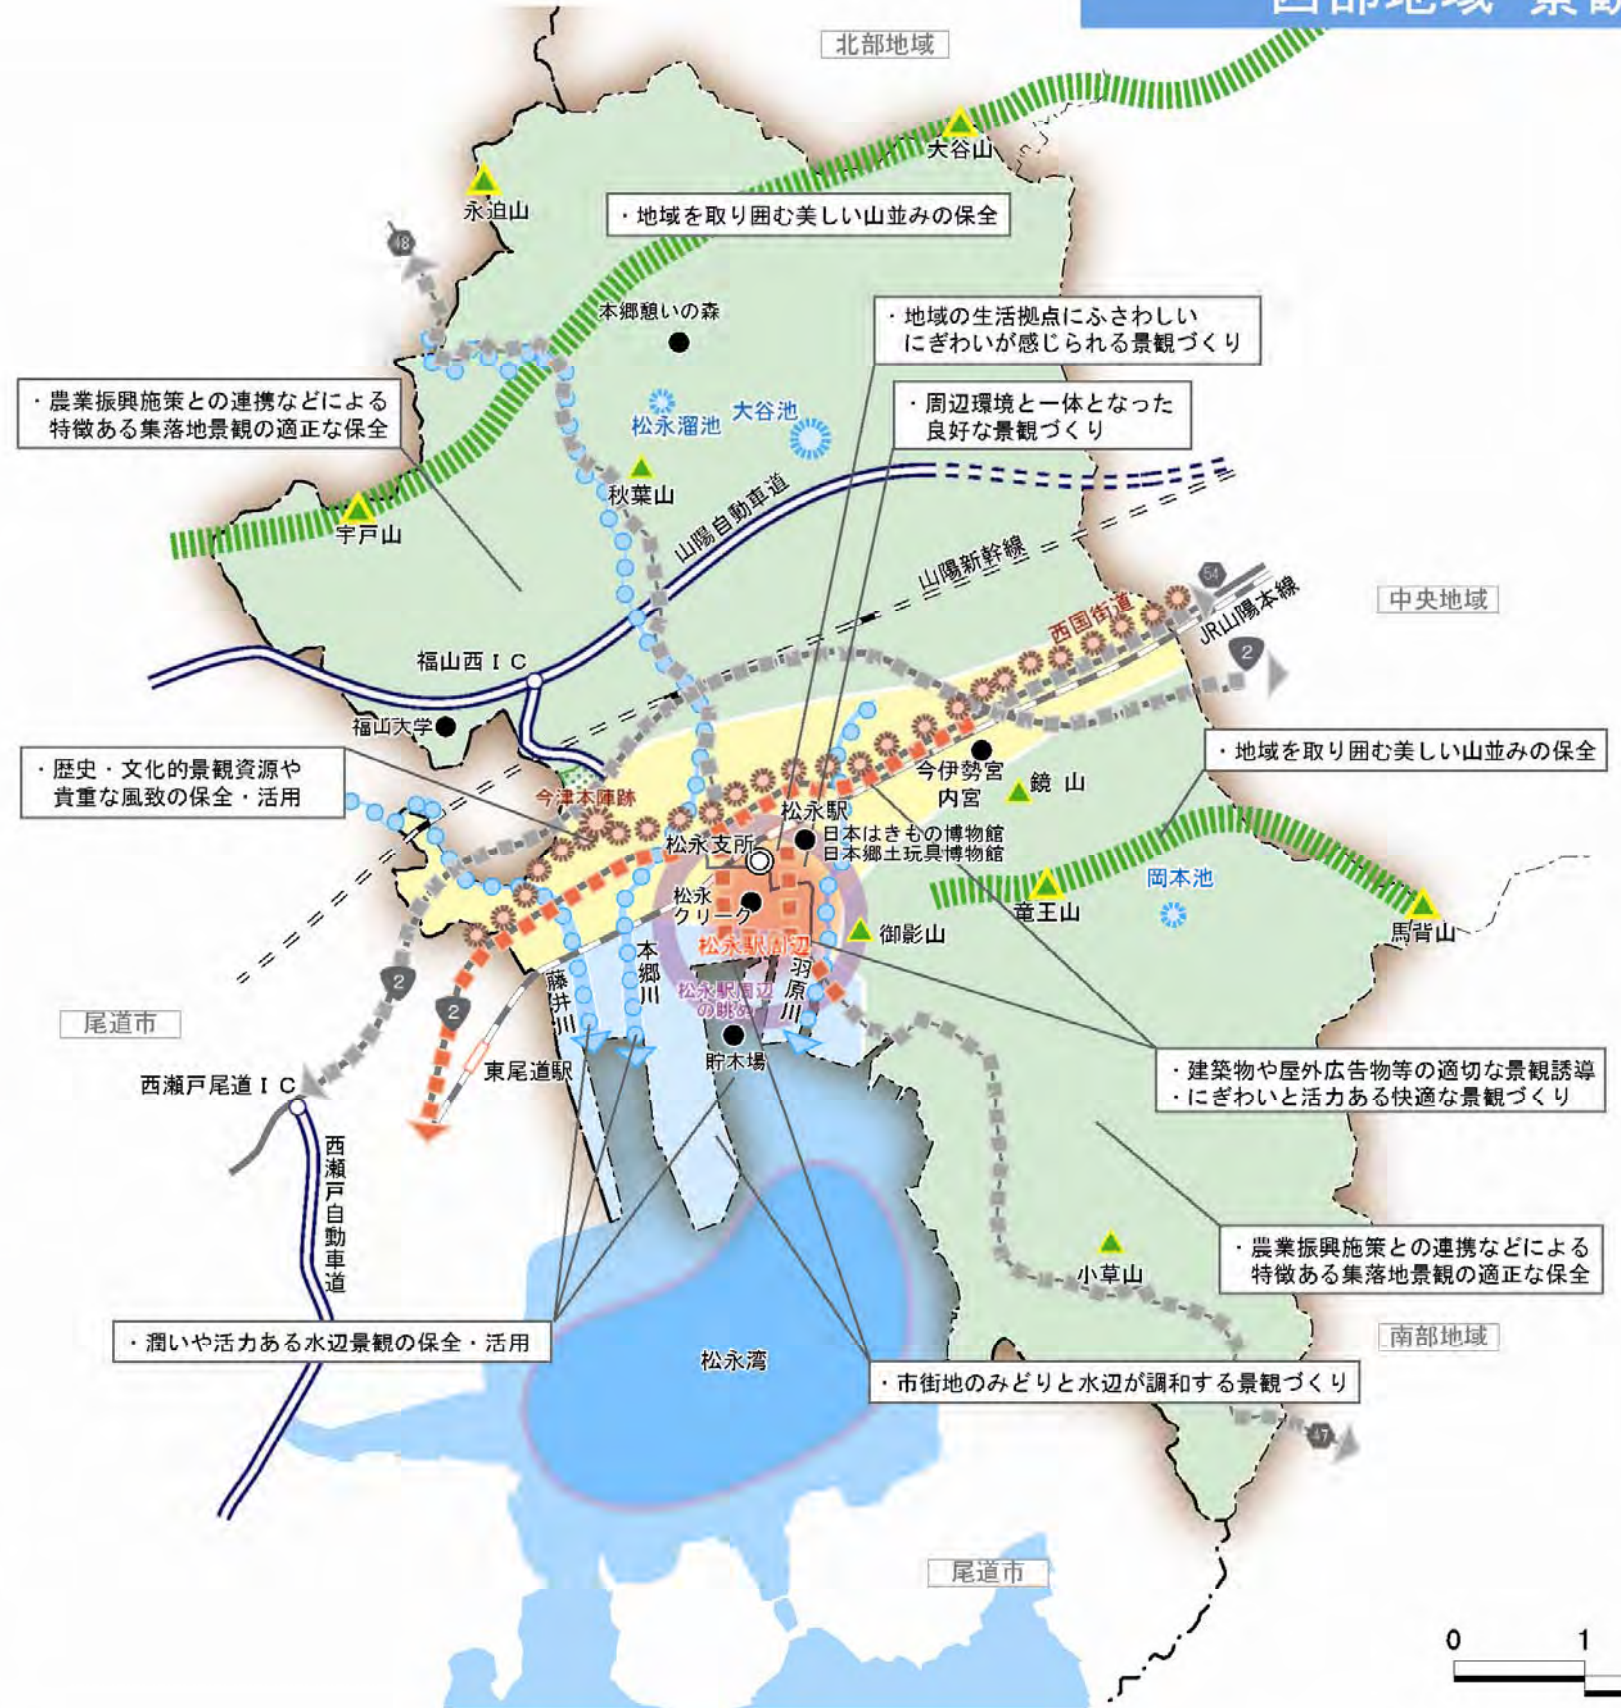 西部地域 景観
北部地域
大谷山
永迫山
・地域を取り囲む美しい山並みの保全
48
本郷憩いの森
・地域の生活拠点にふさわしい
にぎわいが感じられる景観づくり
・農業振興施策との連携などによる
特徴ある集落地景観の適正な保全
・周辺環境と一体となった
良好な景観づくり
松永溜池
大谷池
秋葉山
宇戸山
山陽自動車道
山陽新幹線
54
中央地域
西国街道
JR山陽本線
2
福山西IC
福山大学
・歴史・文化的景観資源や
貴重な風致の保全・活用
・地域を取り囲む美しい山並みの保全
今伊勢宮
内宮
鏡山
今津本陣跡
松永駅
日本はきもの博物館
日本郷土玩具博物館
松永支所
松永
クリーク
岡本池
竜王山
馬背山
御影山
松永駅周辺
本郷川
藤井川
羽原川
松永駅周辺
の眺め
2
2
尾道市
貯木場
東尾道駅
西瀬戸尾道IC
・建築物や屋外広告物等の適切な景観誘導
・にぎわいと活力ある快適な景観づくり
西瀬戸自動車道
小草山
・農業振興施策との連携などによる
特徴ある集落地景観の適正な保全
・潤いや活力ある水辺景観の保全・活用
松永湾
南部地域
・市街地のみどりと水辺が調和する景観づくり
47
尾道市
0
1